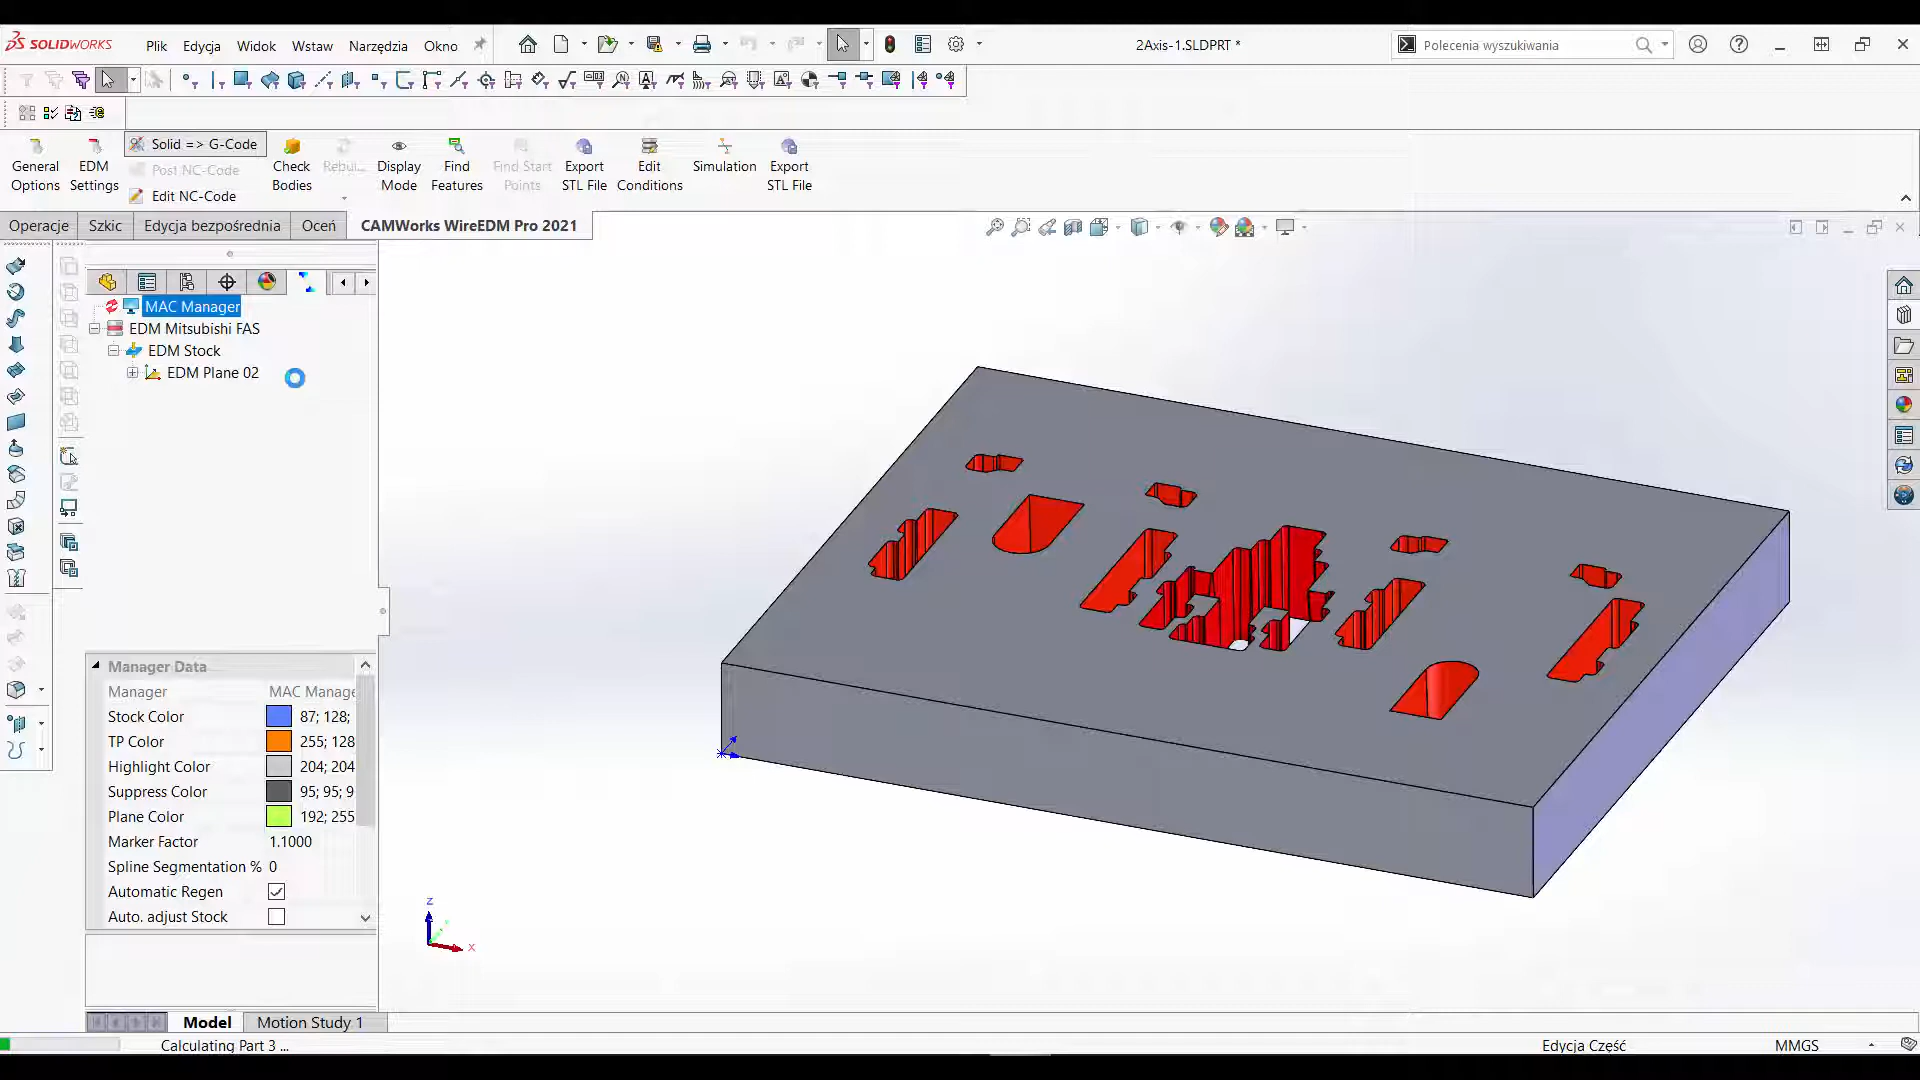 SOLIDWORKS
Plik Edycja Widok Wstaw Narzędzia Okno
2Axis-1.SLDPRT *
Polecenia wyszukiwania
General Options
EDM Settings
Solid => G-Code
Post NC-Code
Edit NC-Code
Check Bodies
Rebui...
Display Mode
Find Features
Find Start Points
Export STL File
Edit Conditions
Simulation
Export STL File
Operacje Szkic Edycja bezpośrednia Oceń CAMWorks WireEDM Pro 2021
MAC Manager
EDM Mitsubishi FAS
EDM Stock
EDM Plane 02
Manager Data
Manager MAC Manage
Stock Color 87; 128;
TP Color 255; 128
Highlight Color 204; 204
Suppress Color 95; 95; 9
Plane Color 192; 255
Marker Factor 1.1000
Spline Segmentation % 0
Automatic Regen
Auto. adjust Stock
z
x
Model Motion Study 1
Calculating Part 3 ...
Edycja Część
MMGS